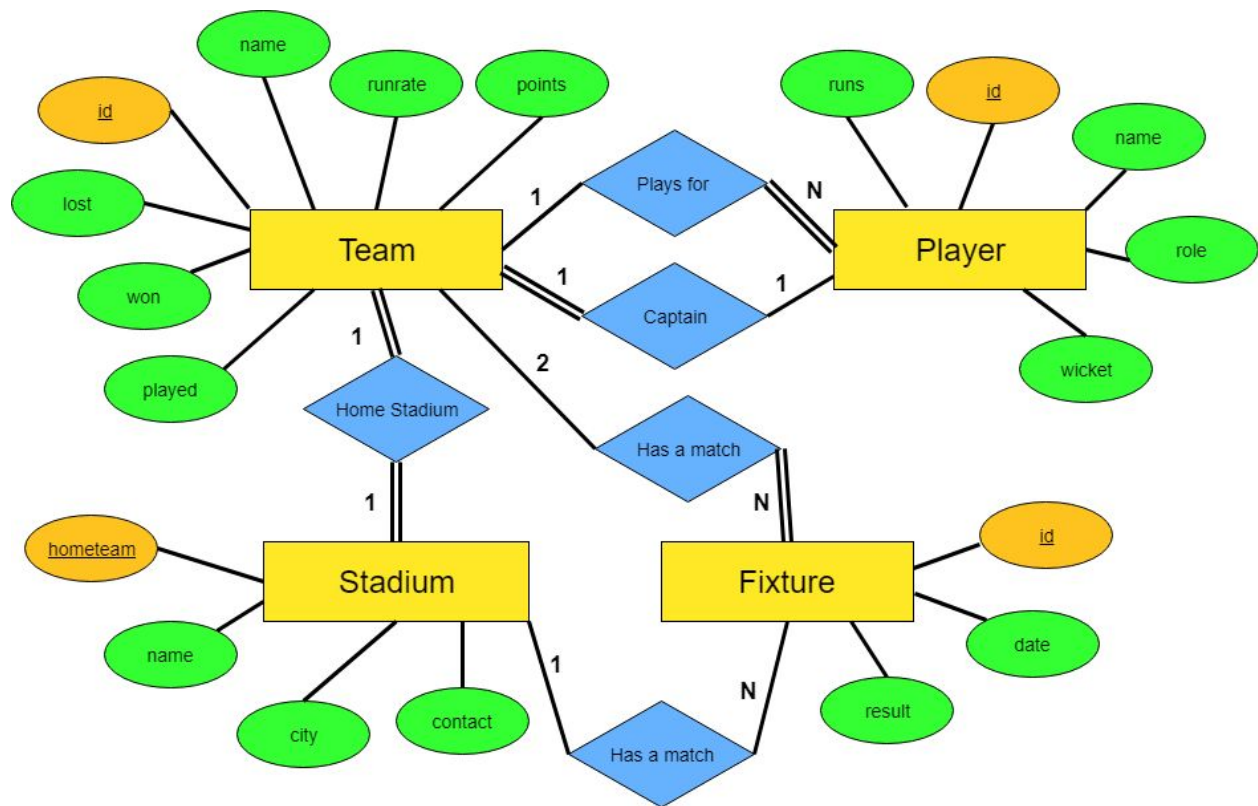 name
runrate
points
runs
id
name
id
lost
won
played
Team
1
Plays for
N
Player
role
wicket
1
Captain
1
1
Home Stadium
1
2
Has a match
N
hometeam
Stadium
name
city
contact
Fixture
id
date
result
1
Has a match
N